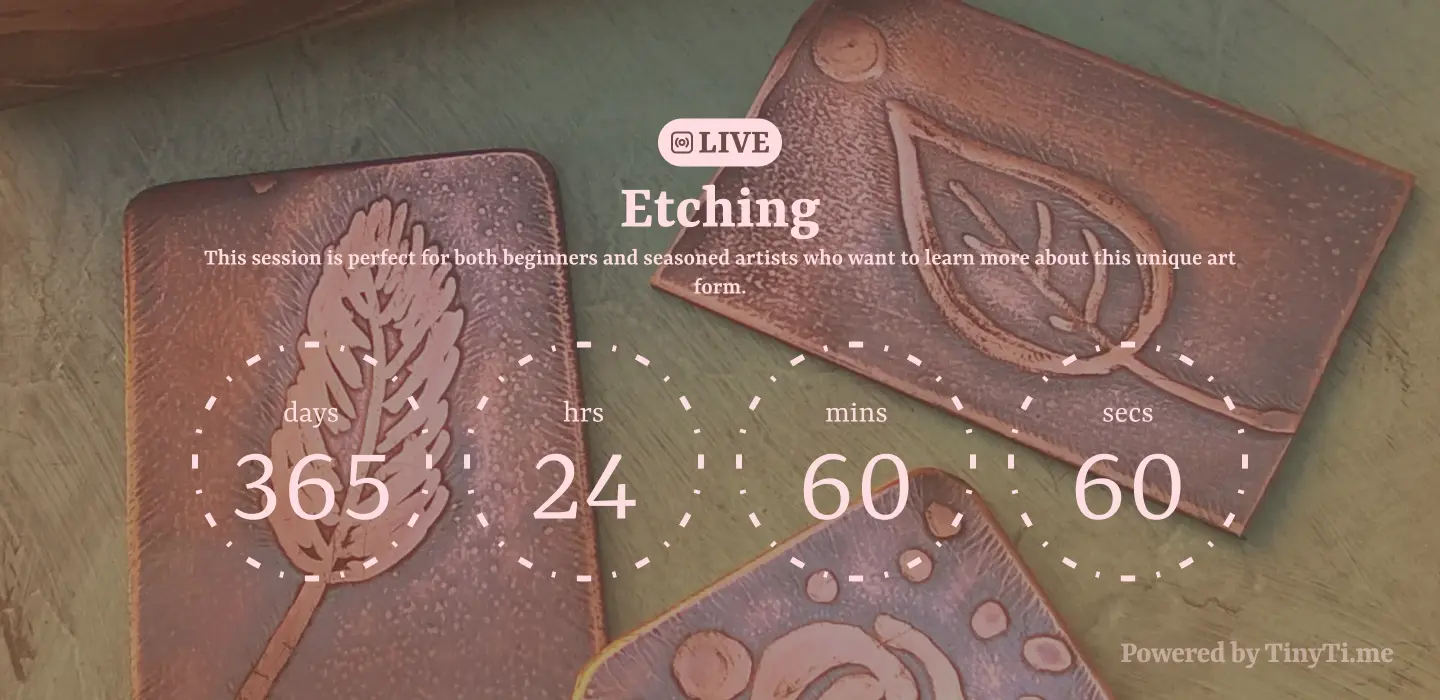 LIVE
Etching
This session is perfect for both beginners and seasoned artists who want to learn more about this unique art
form.
days hrs mins secs
365 24 60 60
Powered by TinyTi.me